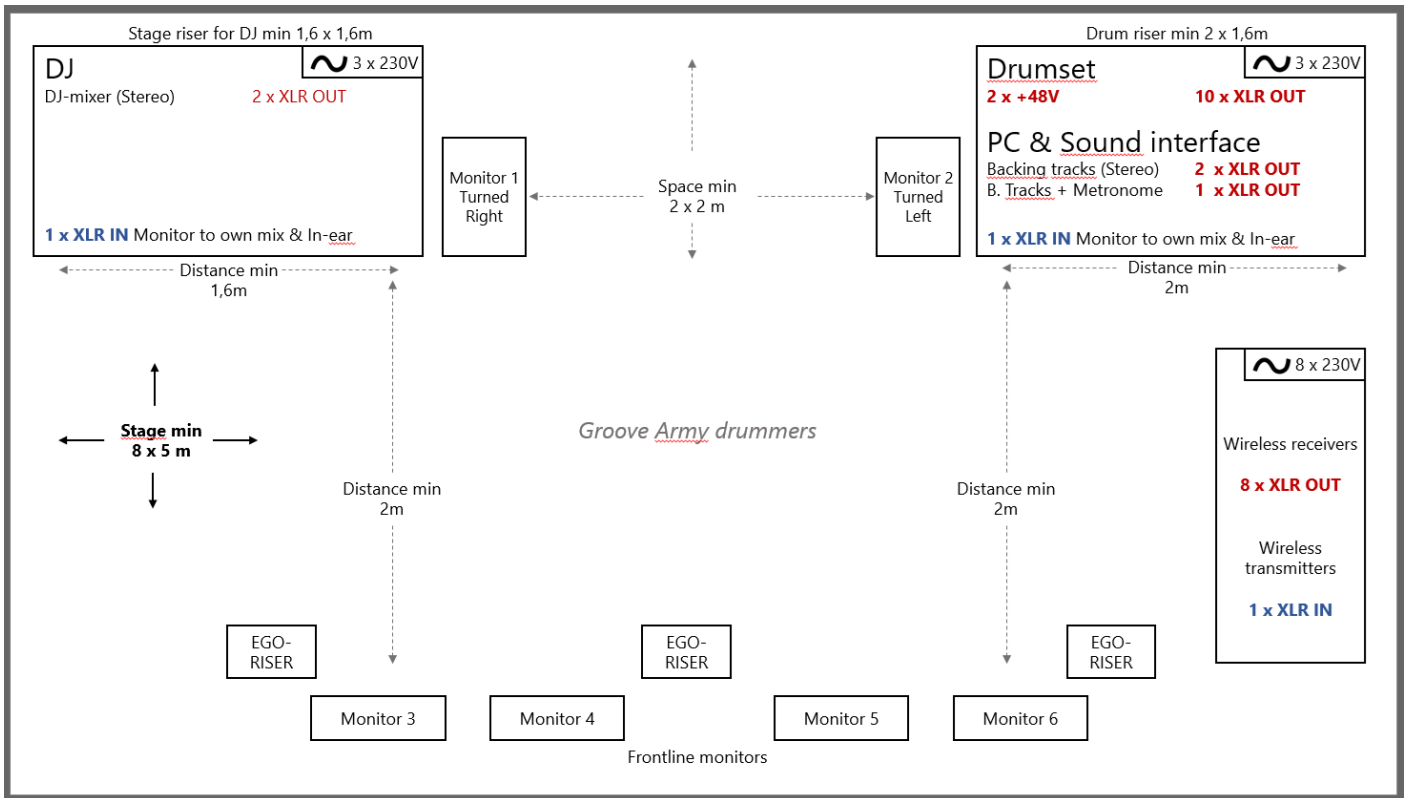 Stage riser for DJ min 1,6 x 1,6m
DJ
3 x 230V
DJ-mixer (Stereo) 2 x XLR OUT
1 x XLR IN Monitor to own mix & In-ear
Distance min
1,6m
Monitor 1
Turned
Right
Space min
2 x 2 m
Monitor 2
Turned
Left
Drum riser min 2 x 1,6m
Drumset
3 x 230V
2 x +48V 10 x XLR OUT
PC & Sound interface
Backing tracks (Stereo) 2 x XLR OUT
B. Tracks + Metronome 1 x XLR OUT
1 x XLR IN Monitor to own mix & In-ear
Distance min
2m
Stage min
8 x 5 m
Distance min
2m
Groove Army drummers
Distance min
2m
8 x 230V
Wireless receivers
8 x XLR OUT
Wireless
transmitters
1 x XLR IN
EGO-
RISER
EGO-
RISER
EGO-
RISER
Monitor 3
Monitor 4
Monitor 5
Monitor 6
Frontline monitors